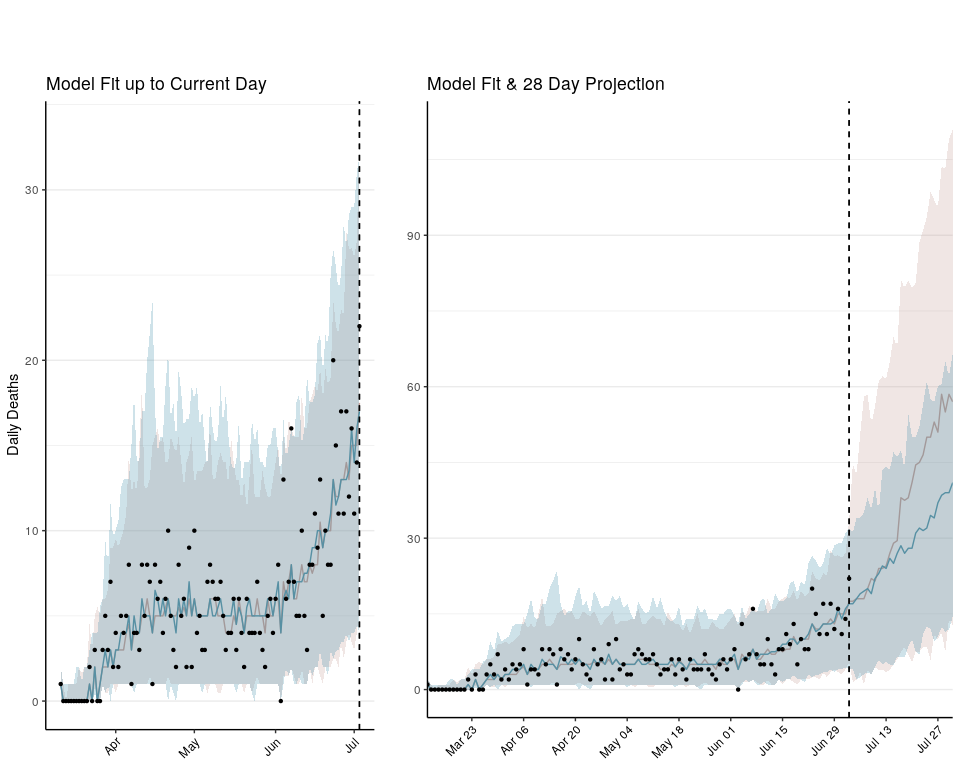 Model Fit up to Current Day
Model Fit & 28 Day Projection
Daily Deaths
30
20
10
0
Apr
May
Jun
Jul
90
60
30
0
Mar 23
Apr 06
Apr 20
May 04
May 18
Jun 01
Jun 15
Jun 29
Jul 13
Jul 27